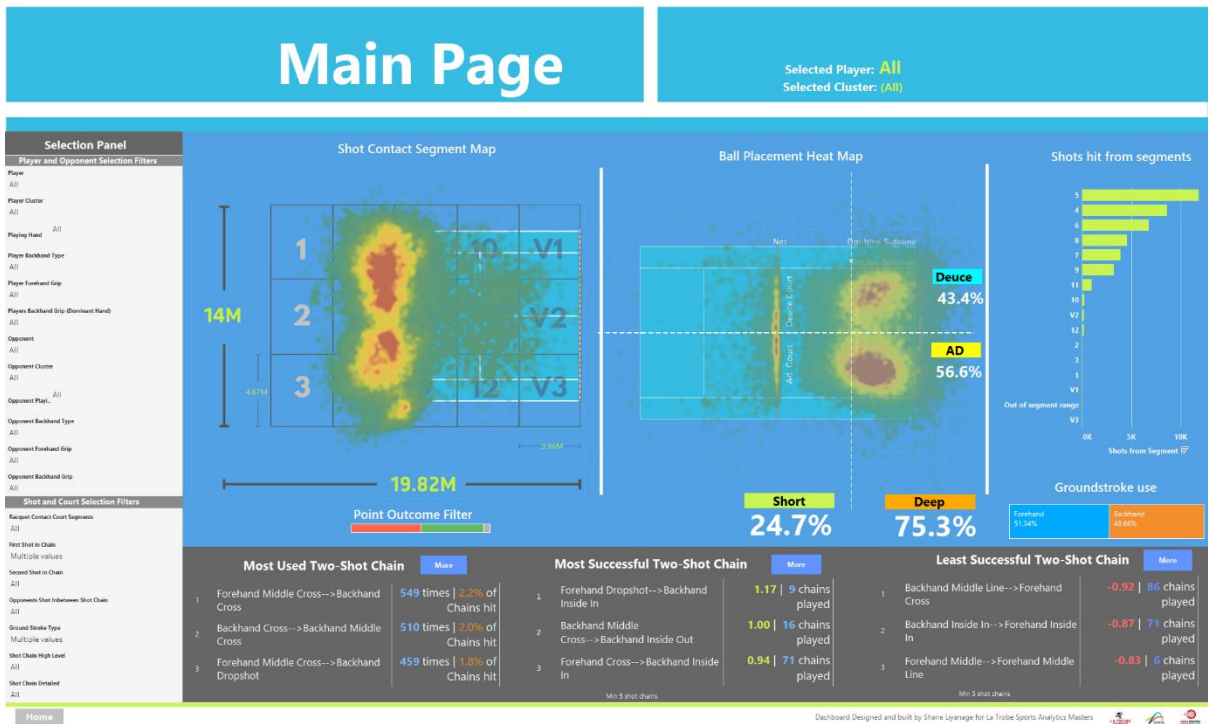 Main Page
Selected Player: All
Selected Cluster: (All)
Selection Panel
Player and Opponent Selection Filters
Player
All
Player Cluster
All
Playing Hand
All
Player Backhand Type
All
Player Forehand Grip
All
Players Backhand Grip (Dominant Hand)
All
Opponent
All
Opponent Cluster
All
Opponent Playi..
All
Opponent Backhand Type
All
Opponent Forehand Grip
All
Opponent Backhand Grip
All
Shot and Court Selection Filters
Racquet Contact Court Segments
All
First Shot in Chain
Multiple values
Second Shot in Chain
All
Opponents Shot Inbetween Shot Chain
All
Ground Stroke Type
Multiple values
Shot Chain High Level
All
Shot Chain Detailed
All
Home
Shot Contact Segment Map
14M
1
10
V1
2
V2
3
12
V3
4.67M
3.96M
19.82M
Point Outcome Filter
Ball Placement Heat Map
Net
Doubles Sideline
Singles Sideline
Deuce Court
Ad. Court
Deuce
43.4%
AD
56.6%
Short
24.7%
Deep
75.3%
Shots hit from segments
5
4
6
8
7
9
11
10
V2
12
2
3
1
V1
Out of segment range
V3
0K 5K 10K
Shots from Segment
Groundstroke use
Forehand
51.34%
Backhand
48.66%
Most Used Two-Shot Chain More
1 Forehand Middle Cross-->Backhand
Cross
549 times | 2.2% of
Chains hit
2 Backhand Cross-->Backhand Middle
Cross
510 times | 2.0% of
Chains hit
3 Forehand Middle Cross-->Backhand
Dropshot
459 times | 1.8% of
Chains hit
Most Successful Two-Shot Chain More
1 Forehand Dropshot-->Backhand
Inside In
1.17 | 9 chains
played
2 Backhand Middle
Cross-->Backhand Inside Out
1.00 | 16 chains
played
3 Forehand Cross-->Backhand Inside
In
0.94 | 71 chains
played
Min 5 shot chains
Least Successful Two-Shot Chain More
1 Backhand Middle Line-->Forehand
Cross
-0.92 | 86 chains
played
2 Backhand Inside In-->Forehand Inside
In
-0.87 | 71 chains
played
3 Forehand Middle-->Forehand Middle
Line
-0.83 | 6 chains
played
Min 5 shot chains
Dashboard Designed and built by Shane Liyanage for La Trobe Sports Analytics Masters